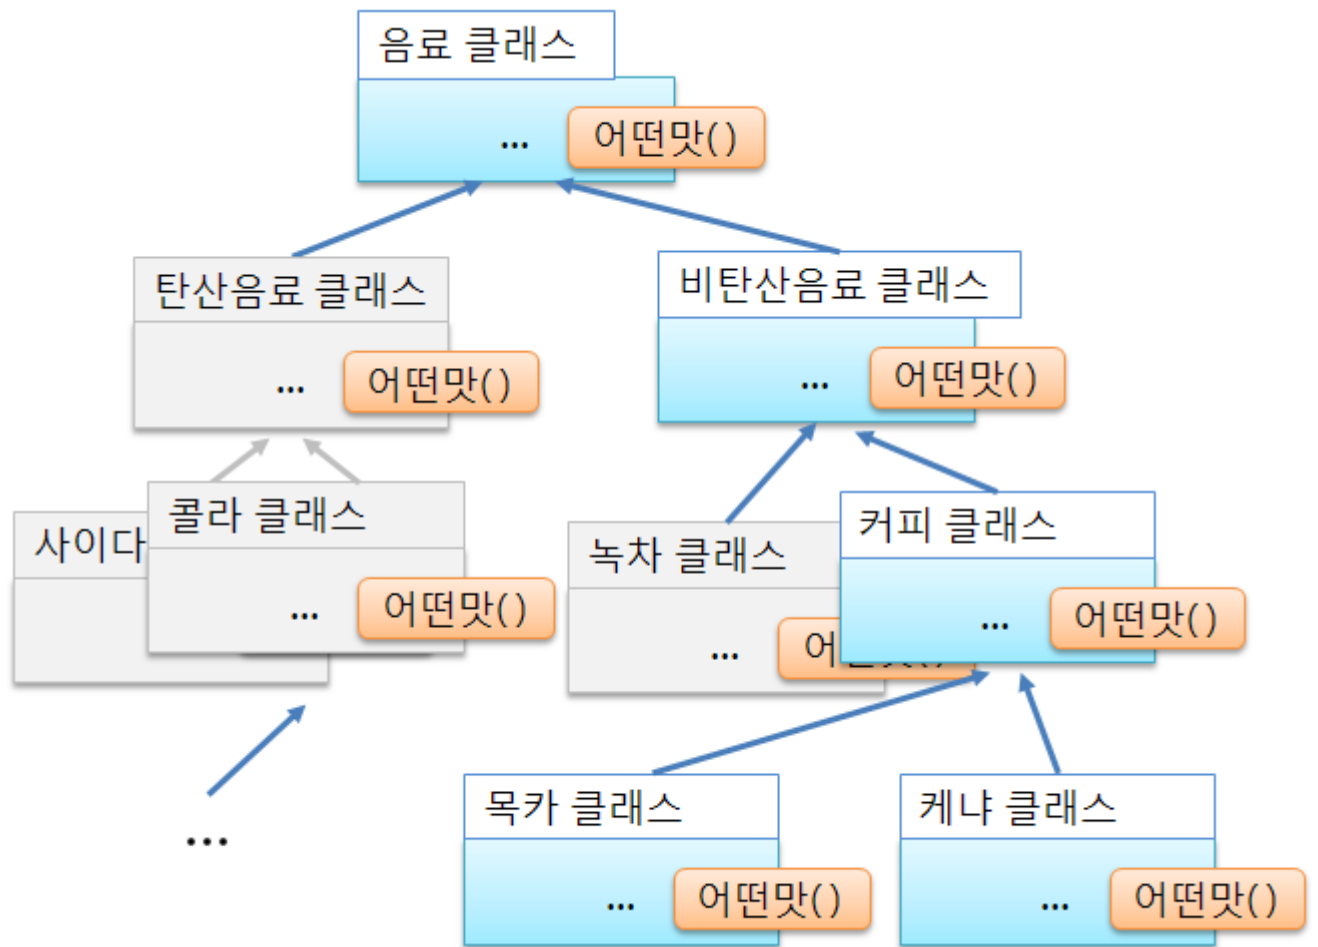 음료 클래스
...
어떤맛()
탄산음료 클래스
...
어떤맛()
비탄산음료 클래스
...
어떤맛()
사이다
콜라 클래스
...
어떤맛()
녹차 클래스
...
커피 클래스
...
어떤맛()
...
목카 클래스
...
어떤맛()
케냐 클래스
...
어떤맛()